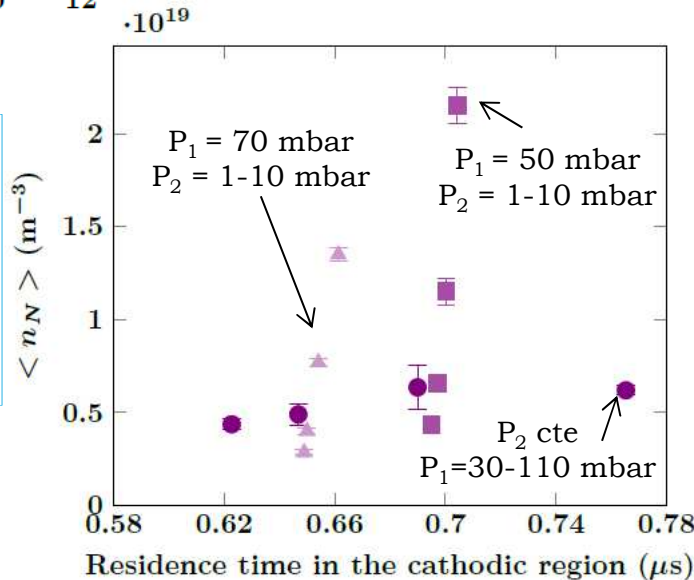 12
·10¹⁹
2
1.5
1
0.5
0
< n_N > (m⁻³)
P₁ = 70 mbar
P₂ = 1-10 mbar
P₁ = 50 mbar
P₂ = 1-10 mbar
P₂ cte
P₁=30-110 mbar
0.58 0.62 0.66 0.7 0.74 0.78
Residence time in the cathodic region (μs)